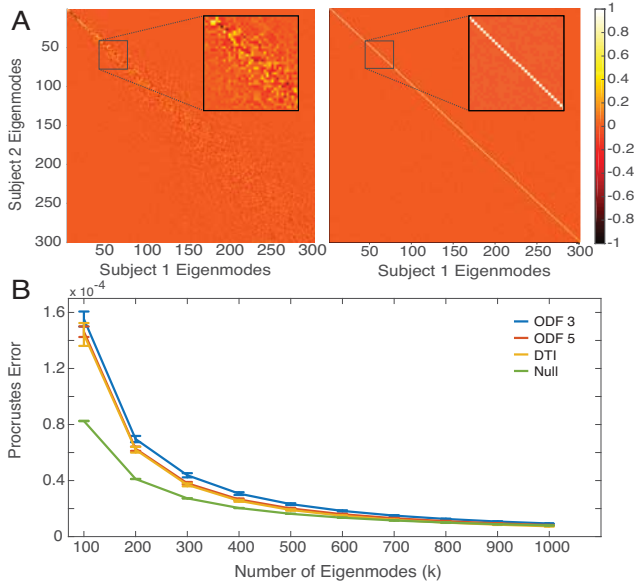 A
0
50
100
150
200
250
300
Subject 2 Eigenmodes
50 100 150 200 250 300
Subject 1 Eigenmodes
50 100 150 200 250 300
Subject 1 Eigenmodes
1
0.8
0.6
0.4
0.2
0
-0.2
-0.4
-0.6
-0.8
-1
B
x 10⁻⁴
1.6
1.2
0.8
0.4
0
Procrustes Error
ODF 3
ODF 5
DTI
Null
100 200 300 400 500 600 700 800 900 1000
Number of Eigenmodes (k)